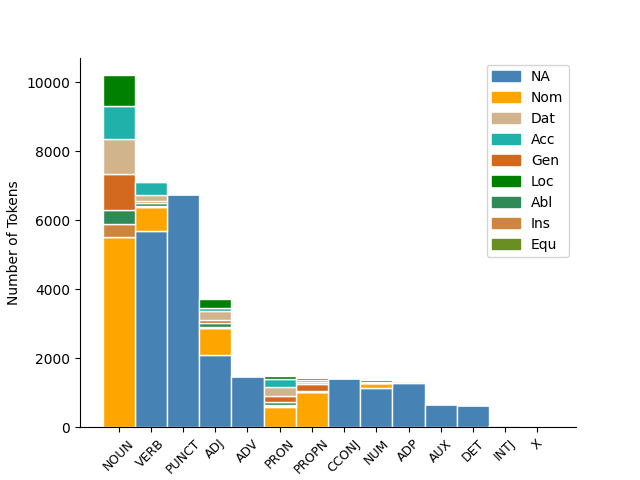 10000
8000
6000
4000
2000
0
Number of Tokens
NOUN
VERB
PUNCT
ADJ
ADV
PRON
PROPN
CCONJ
NUM
ADP
AUX
DET
INTJ
X
NA
Nom
Dat
Acc
Gen
Loc
Abl
Ins
Equ